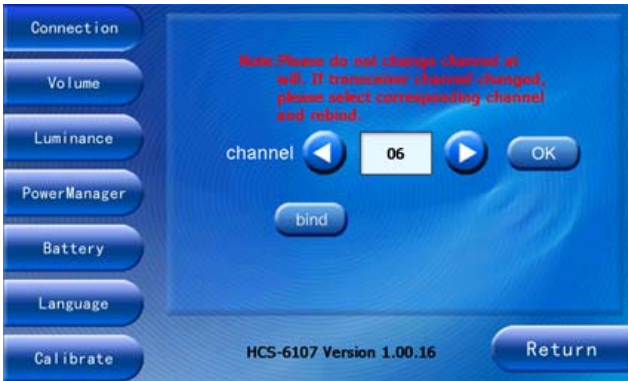 Connection
Volume
Luminance
PowerManager
Battery
Language
Calibrate
Note:Please do not change channel at
will. If transceiver channel changed,
please select corresponding channel
and rebind.
channel 06 OK
bind
HCS-6107 Version 1.00.16
Return